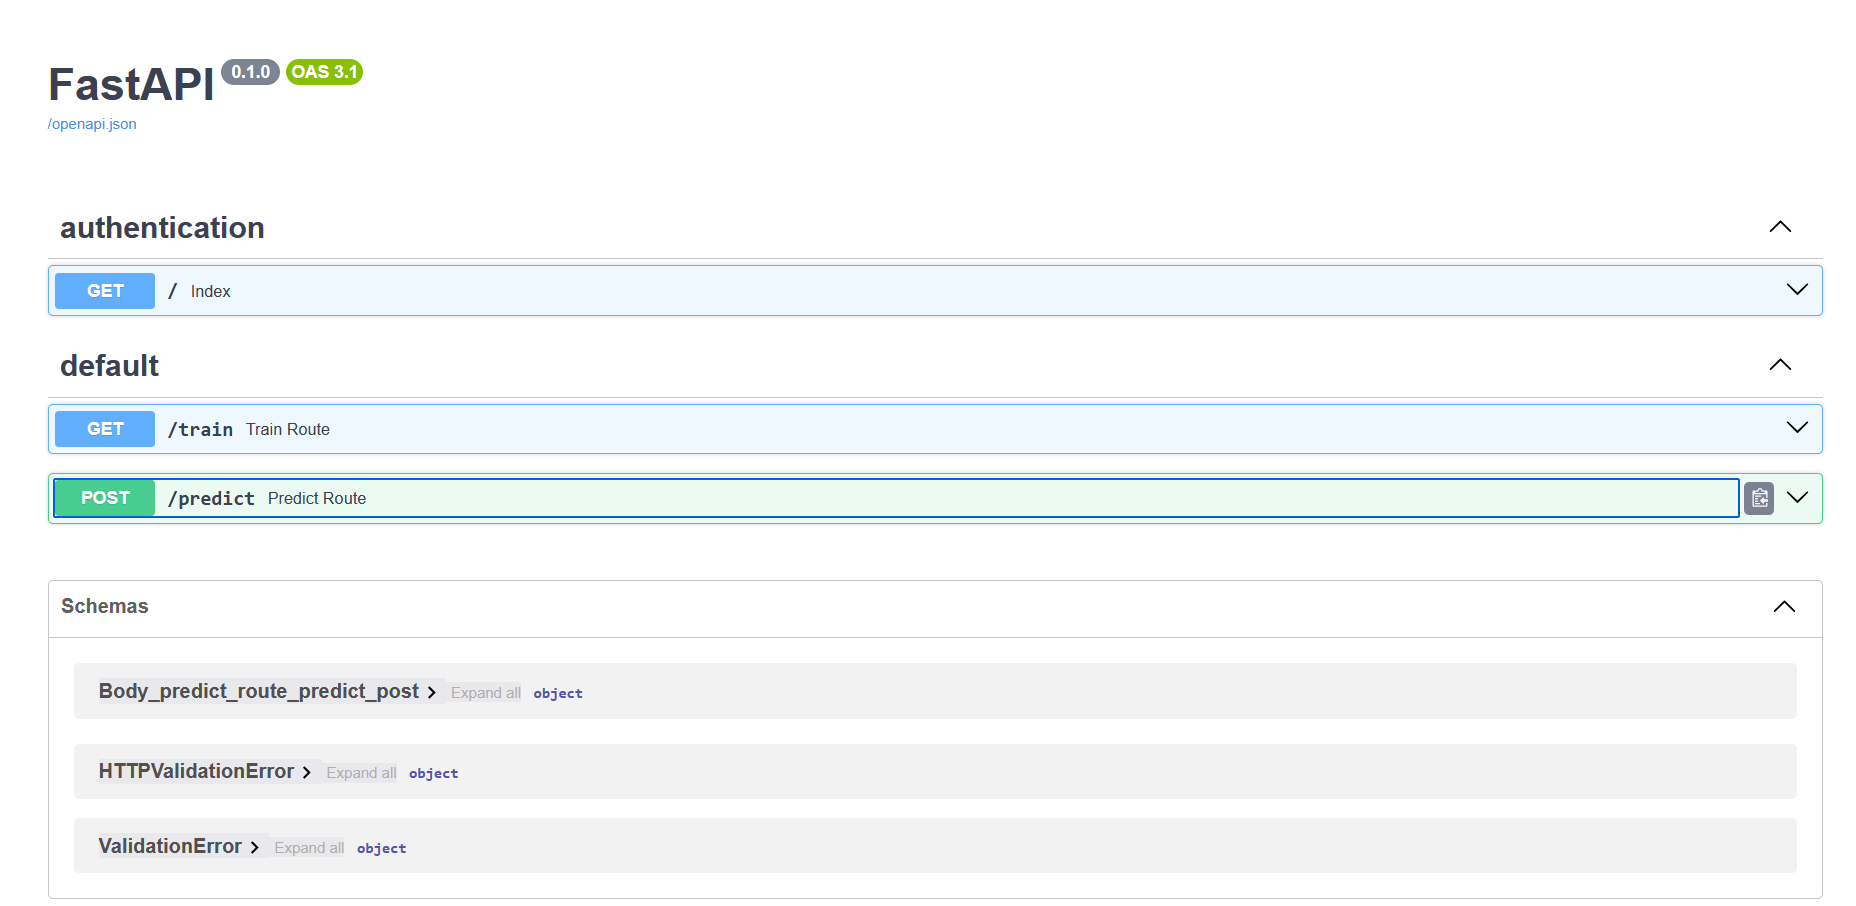 FastAPI 0.1.0 OAS 3.1
/openapi.json
authentication
GET / Index
default
GET /train Train Route
POST /predict Predict Route
Schemas
Body_predict_route_predict_post Expand all object
HTTPValidationError Expand all object
ValidationError Expand all object